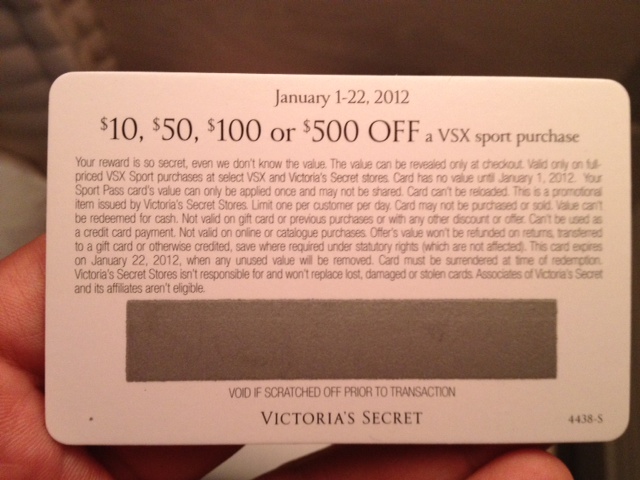 January 1-22, 2012
$10, $50, $100 or $500 OFF a VSX sport purchase
Your reward is so secret, even we don't know the value. The value can be revealed only at checkout. Valid only on full-
priced VSX Sport purchases at select VSX and Victoria's Secret stores. Card has no value until January 1, 2012. Your
Sport Pass card's value can only be applied once and may not be shared. Card can't be reloaded. This is a promotional
item issued by Victoria's Secret Stores. Limit one per customer per day. Card may not be purchased or sold. Value can't
be redeemed for cash. Not valid on gift card or previous purchases or with any other discount or offer. Can't be used as
a credit card payment. Not valid on online or catalogue purchases. Offer's value won't be refunded on returns, transferred
to a gift card or otherwise credited, save where required under statutory rights (which are not affected). This card expires
on January 22, 2012, when any unused value will be removed. Card must be surrendered at time of redemption.
Victoria's Secret Stores isn't responsible for and won't replace lost, damaged or stolen cards. Associates of Victoria's Secret
and its affiliates aren't eligible.
VOID IF SCRATCHED OFF PRIOR TO TRANSACTION
VICTORIA'S SECRET
4438-S